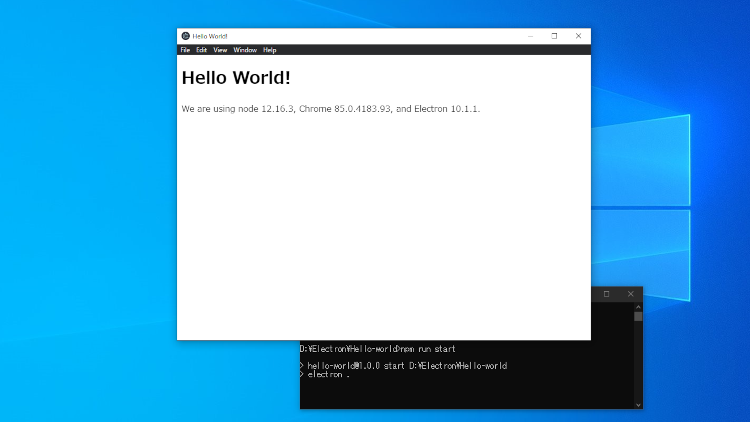 Hello World!
File Edit View Window Help
Hello World!
We are using node 12.16.3, Chrome 85.0.4183.93, and Electron 10.1.1.
D:¥Electron¥Hello-world>npm run start
> hello-world@1.0.0 start D:¥Electron¥Hello-world
> electron .